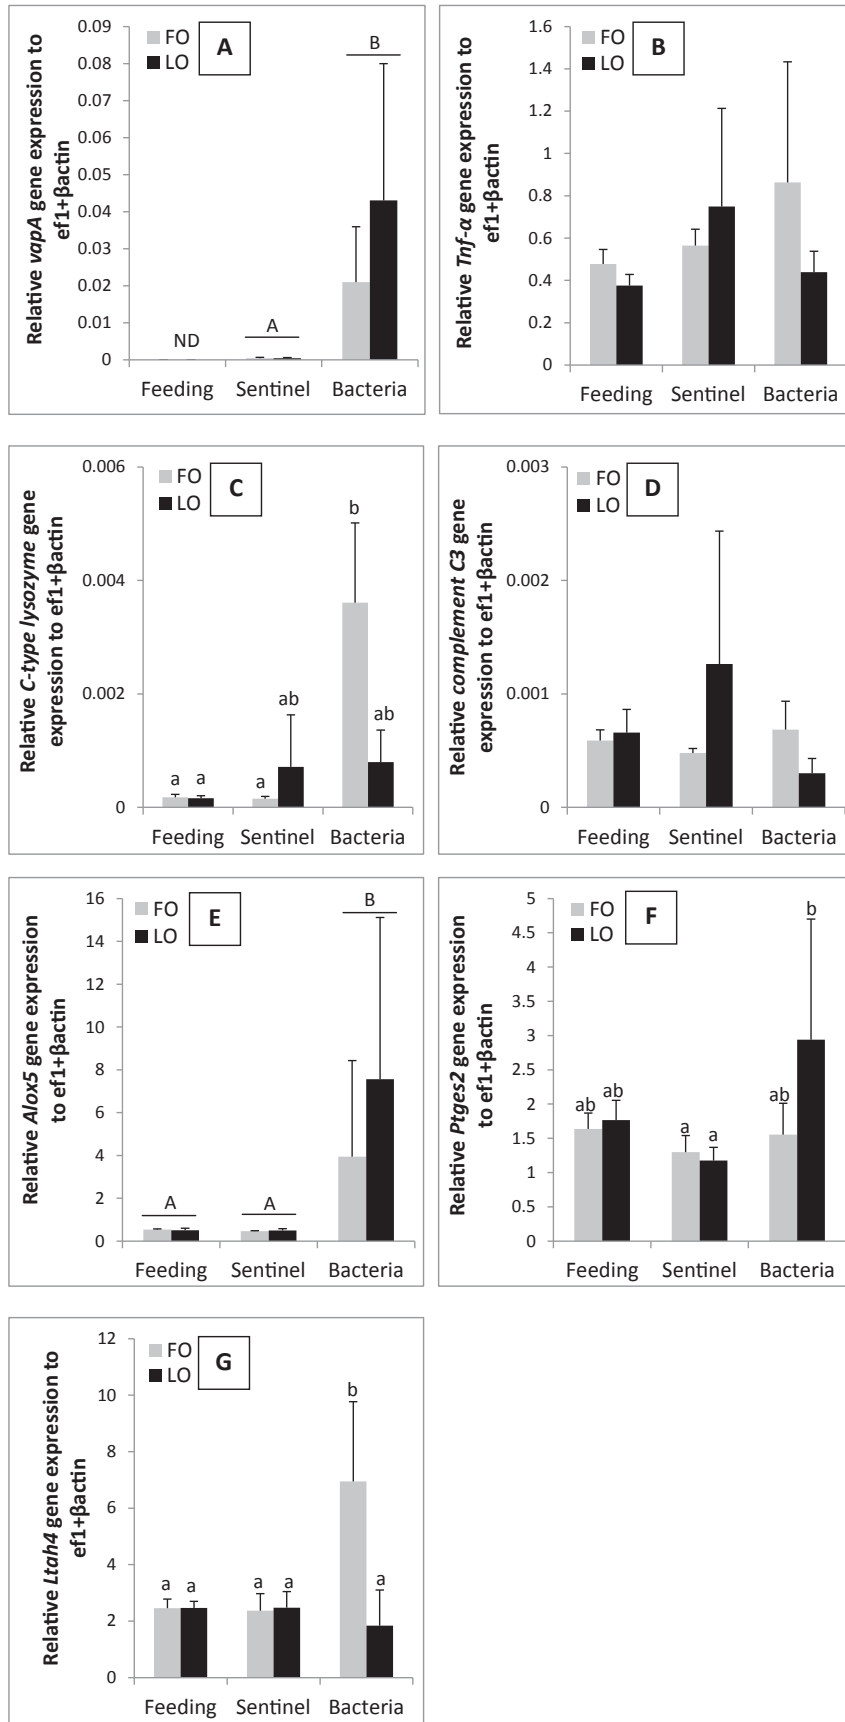 Relative vapA gene expression to
ef1+βactin
0.09
0.08
0.07
0.06
0.05
0.04
0.03
0.02
0.01
0
FO
LO
A
ND
A
B
Feeding Sentinel Bacteria
Relative Tnf-α gene expression to
ef1+βactin
1.6
1.4
1.2
1
0.8
0.6
0.4
0.2
0
FO
LO
B
Feeding Sentinel Bacteria
Relative C-type lysozyme gene
expression to ef1+βactin
0.006
0.004
0.002
0
FO
LO
C
a a a ab b ab
Feeding Sentinel Bacteria
Relative complement C3 gene
expression to ef1+βactin
0.003
0.002
0.001
0
FO
LO
D
Feeding Sentinel Bacteria
Relative Alox5 gene expression
to ef1+βactin
16
14
12
10
8
6
4
2
0
FO
LO
E
A A B
Feeding Sentinel Bacteria
Relative Ptges2 gene expression
to ef1+βactin
5
4.5
4
3.5
3
2.5
2
1.5
1
0.5
0
FO
LO
F
ab ab a a ab b
Feeding Sentinel Bacteria
Relative Ltah4 gene expression to
ef1+βactin
12
10
8
6
4
2
0
FO
LO
G
a a a a b a
Feeding Sentinel Bacteria